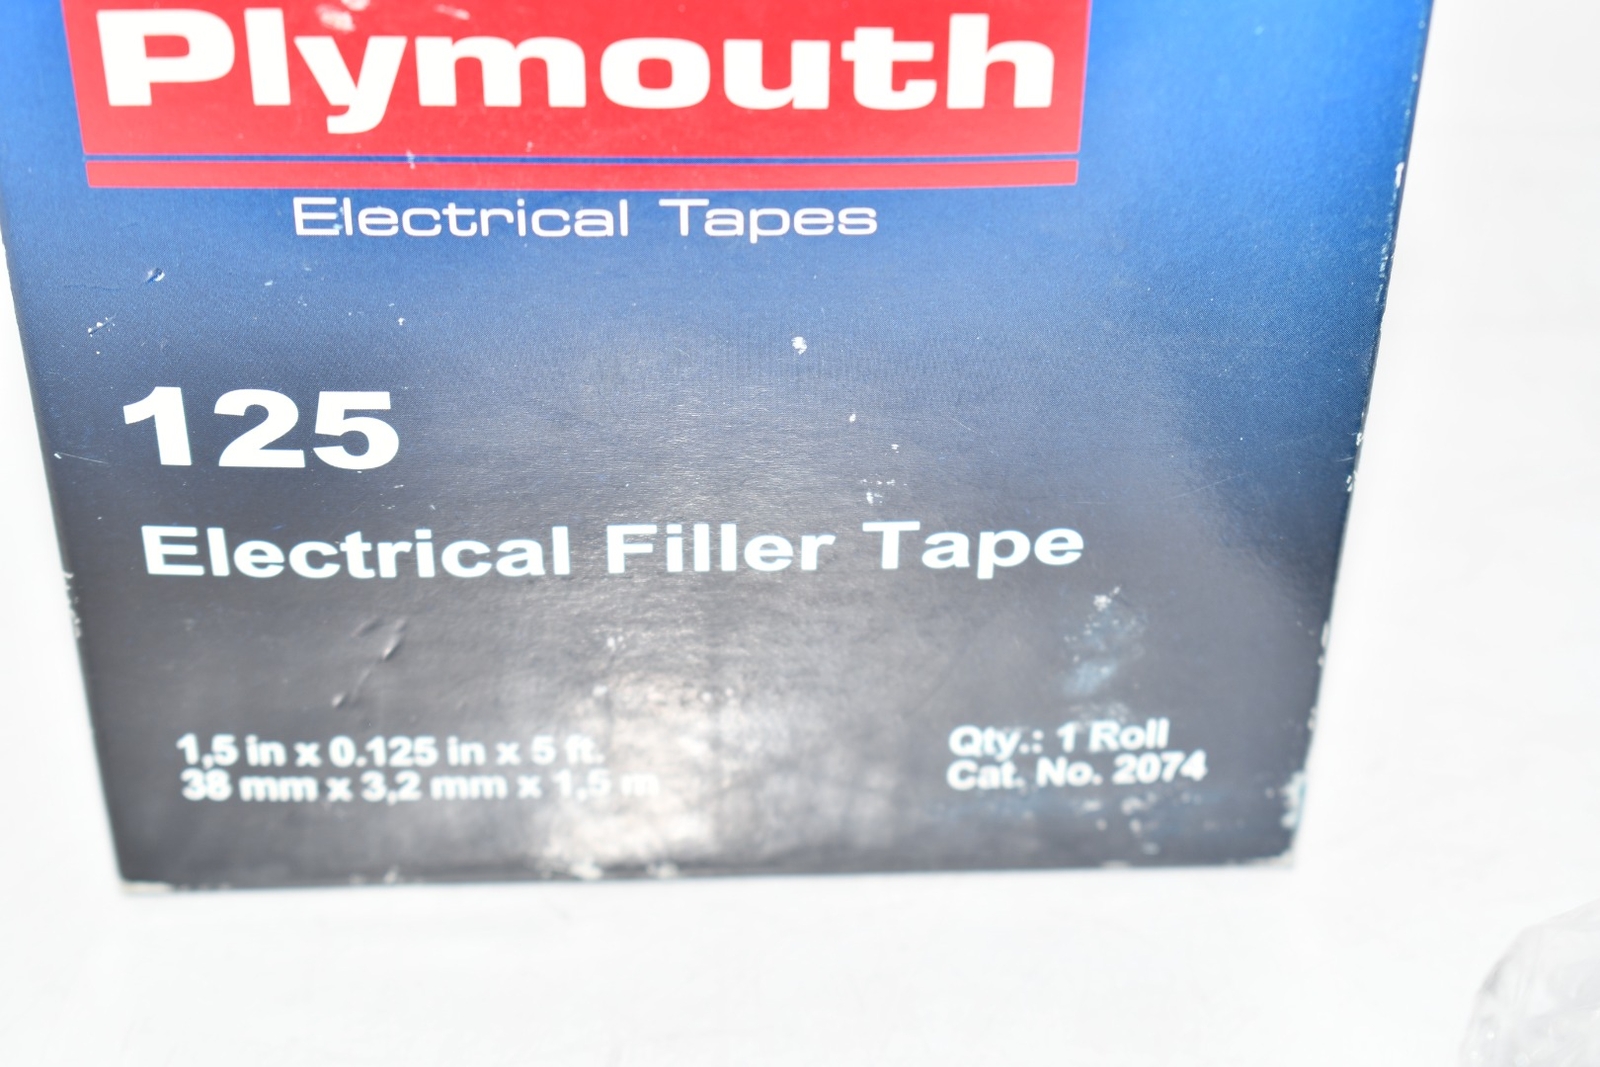 Plymouth
Electrical Tapes
125
Electrical Filler Tape
1,5 in x 0.125 in x 5 ft.
38 mm x 3,2 mm x 1,5 m
Qty.: 1 Roll
Cat. No. 2074